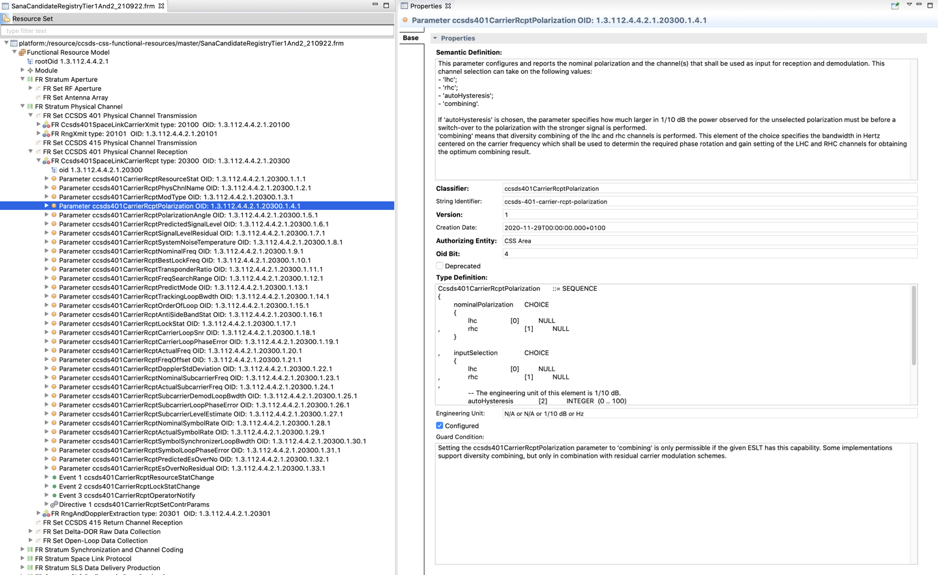 SanaCandidateRegistryTier1And2_210922.frm
Resource Set
type filter text
platform:/resource/ccsds-css-functional-resources/master/SanaCandidateRegistryTier1And2_210922.frm
Functional Resource Model
rootOid 1.3.112.4.4.2.1
Module
FR Stratum Aperture
FR Set RF Aperture
FR Set Antenna Array
FR Stratum Physical Channel
FR Set CCSDS 401 Physical Channel Transmission
FR Ccsds401SpaceLinkCarrierXmit type: 20100 OID: 1.3.112.4.4.2.1.20100
FR RngXmit type: 20101 OID: 1.3.112.4.4.2.1.20101
FR Set CCSDS 415 Physical Channel Transmission
FR Set CCSDS 401 Physical Channel Reception
FR Ccsds401SpaceLinkCarrierRcpt type: 20300 OID: 1.3.112.4.4.2.1.20300
oid 1.3.112.4.4.2.1.20300
Parameter ccsds401CarrierRcptResourceStat OID: 1.3.112.4.4.2.1.20300.1.1.1
Parameter ccsds401CarrierRcptPhysChnlName OID: 1.3.112.4.4.2.1.20300.1.2.1
Parameter ccsds401CarrierRcptModType OID: 1.3.112.4.4.2.1.20300.1.3.1
Parameter ccsds401CarrierRcptPolarization OID: 1.3.112.4.4.2.1.20300.1.4.1
Parameter ccsds401CarrierRcptPolarizationAngle OID: 1.3.112.4.4.2.1.20300.1.5.1
Parameter ccsds401CarrierRcptPredictedSignalLevel OID: 1.3.112.4.4.2.1.20300.1.6.1
Parameter ccsds401CarrierRcptSignalLevelResidual OID: 1.3.112.4.4.2.1.20300.1.7.1
Parameter ccsds401CarrierRcptSystemNoiseTemperature OID: 1.3.112.4.4.2.1.20300.1.8.1
Parameter ccsds401CarrierRcptNominalFreq OID: 1.3.112.4.4.2.1.20300.1.9.1
Parameter ccsds401CarrierRcptBestLockFreq OID: 1.3.112.4.4.2.1.20300.1.10.1
Parameter ccsds401CarrierRcptTransponderRatio OID: 1.3.112.4.4.2.1.20300.1.11.1
Parameter ccsds401CarrierRcptFreqSearchRange OID: 1.3.112.4.4.2.1.20300.1.12.1
Parameter ccsds401CarrierRcptPredictMode OID: 1.3.112.4.4.2.1.20300.1.13.1
Parameter ccsds401CarrierRcptTrackingLoopBwdth OID: 1.3.112.4.4.2.1.20300.1.14.1
Parameter ccsds401CarrierRcptOrderOfLoop OID: 1.3.112.4.4.2.1.20300.1.15.1
Parameter ccsds401CarrierRcptAntiSideBandStat OID: 1.3.112.4.4.2.1.20300.1.16.1
Parameter ccsds401CarrierRcptLockStat OID: 1.3.112.4.4.2.1.20300.1.17.1
Parameter ccsds401CarrierRcptCarrierLoopSnr OID: 1.3.112.4.4.2.1.20300.1.18.1
Parameter ccsds401CarrierRcptCarrierLoopPhaseError OID: 1.3.112.4.4.2.1.20300.1.19.1
Parameter ccsds401CarrierRcptActualFreq OID: 1.3.112.4.4.2.1.20300.1.20.1
Parameter ccsds401CarrierRcptFreqOffset OID: 1.3.112.4.4.2.1.20300.1.21.1
Parameter ccsds401CarrierRcptDopplerStdDeviation OID: 1.3.112.4.4.2.1.20300.1.22.1
Parameter ccsds401CarrierRcptNominalSubcarrierFreq OID: 1.3.112.4.4.2.1.20300.1.23.1
Parameter ccsds401CarrierRcptActualSubcarrierFreq OID: 1.3.112.4.4.2.1.20300.1.24.1
Parameter ccsds401CarrierRcptSubcarrierDemodLoopBwdth OID: 1.3.112.4.4.2.1.20300.1.25.1
Parameter ccsds401CarrierRcptSubcarrierLoopPhaseError OID: 1.3.112.4.4.2.1.20300.1.26.1
Parameter ccsds401CarrierRcptSubcarrierLevelEstimate OID: 1.3.112.4.4.2.1.20300.1.27.1
Parameter ccsds401CarrierRcptNominalSymbolRate OID: 1.3.112.4.4.2.1.20300.1.28.1
Parameter ccsds401CarrierRcptActualSymbolRate OID: 1.3.112.4.4.2.1.20300.1.29.1
Parameter ccsds401CarrierRcptSymbolSynchronizerLoopBwdth OID: 1.3.112.4.4.2.1.20300.1.30.1
Parameter ccsds401CarrierRcptSymbolLoopPhaseError OID: 1.3.112.4.4.2.1.20300.1.31.1
Parameter ccsds401CarrierRcptPredictedEsOverNo OID: 1.3.112.4.4.2.1.20300.1.32.1
Parameter ccsds401CarrierRcptEsOverNoResidual OID: 1.3.112.4.4.2.1.20300.1.33.1
Event 1 ccsds401CarrierRcptResourceStatChange
Event 2 ccsds401CarrierRcptLockStatChange
Event 3 ccsds401CarrierRcptOperatorNotify
Directive 1 ccsds401CarrierRcptSetContrParams
FR RngAndDopplerExtraction type: 20301 OID: 1.3.112.4.4.2.1.20301
FR Set CCSDS 415 Return Channel Reception
FR Set Delta-DOR Raw Data Collection
FR Set Open-Loop Data Collection
FR Stratum Synchronization and Channel Coding
FR Stratum Space Link Protocol
FR Stratum SLS Data Delivery Production
Properties
Parameter ccsds401CarrierRcptPolarization OID: 1.3.112.4.4.2.1.20300.1.4.1
Base
Properties
Semantic Definition:
This parameter configures and reports the nominal polarization and the channel(s) that shall be used as input for reception and demodulation. This
channel selection can take on the following values:
- 'lhc';
- 'rhc';
- 'autoHysteresis';
- 'combining'.
If 'autoHysteresis' is chosen, the parameter specifies how much larger in 1/10 dB the power observed for the unselected polarization must be before a
switch-over to the polarization with the stronger signal is performed.
'combining' means that diversity combining of the lhc and rhc channels is performed. This element of the choice specifies the bandwidth in Hertz
centered on the carrier frequency which shall be used to determin the required phase rotation and gain setting of the LHC and RHC channels for obtaining
the optimum combining result.
Classifier: ccsds401CarrierRcptPolarization
String Identifier: ccsds-401-carrier-rcpt-polarization
Version: 1
Creation Date: 2020-11-29T00:00:00.000+0100
Authorizing Entity: CSS Area
Oid Bit: 4
Deprecated
Type Definition:
Ccsds401CarrierRcptPolarization ::= SEQUENCE
{
nominalPolarization CHOICE
{
lhc [0] NULL
, rhc [1] NULL
}
, inputSelection CHOICE
{
lhc [0] NULL
, rhc [1] NULL
,
-- The engineering unit of this element is 1/10 dB.
autoHysteresis [2] INTEGER (0 .. 100)
Engineering Unit: N/A or N/A or 1/10 dB or Hz
Configured
Guard Condition:
Setting the ccsds401CarrierRcptPolarization parameter to 'combining' is only permissible if the given ESLT has this capability. Some implementations
support diversity combining, but only in combination with residual carrier modulation schemes.